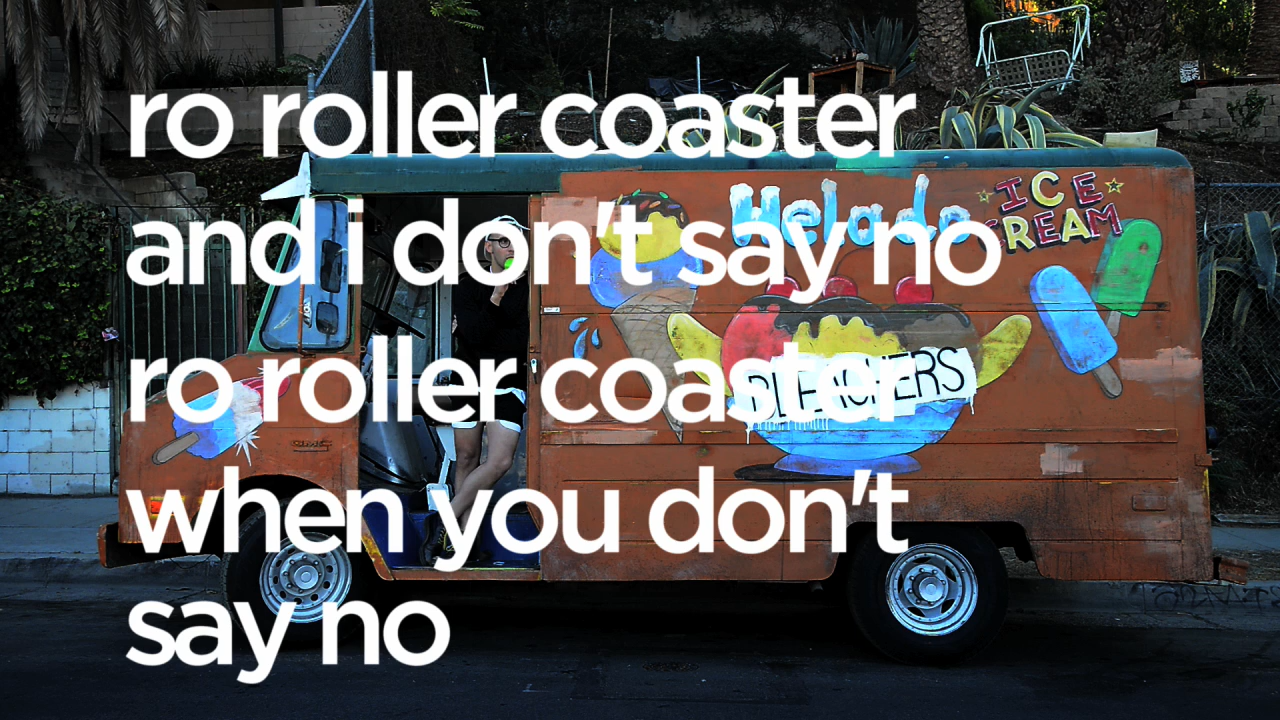 ro roller coaster
and i don't say no
ro roller coaster
when you don't
say no
Helado
ICE
CREAM
BLEACHERS